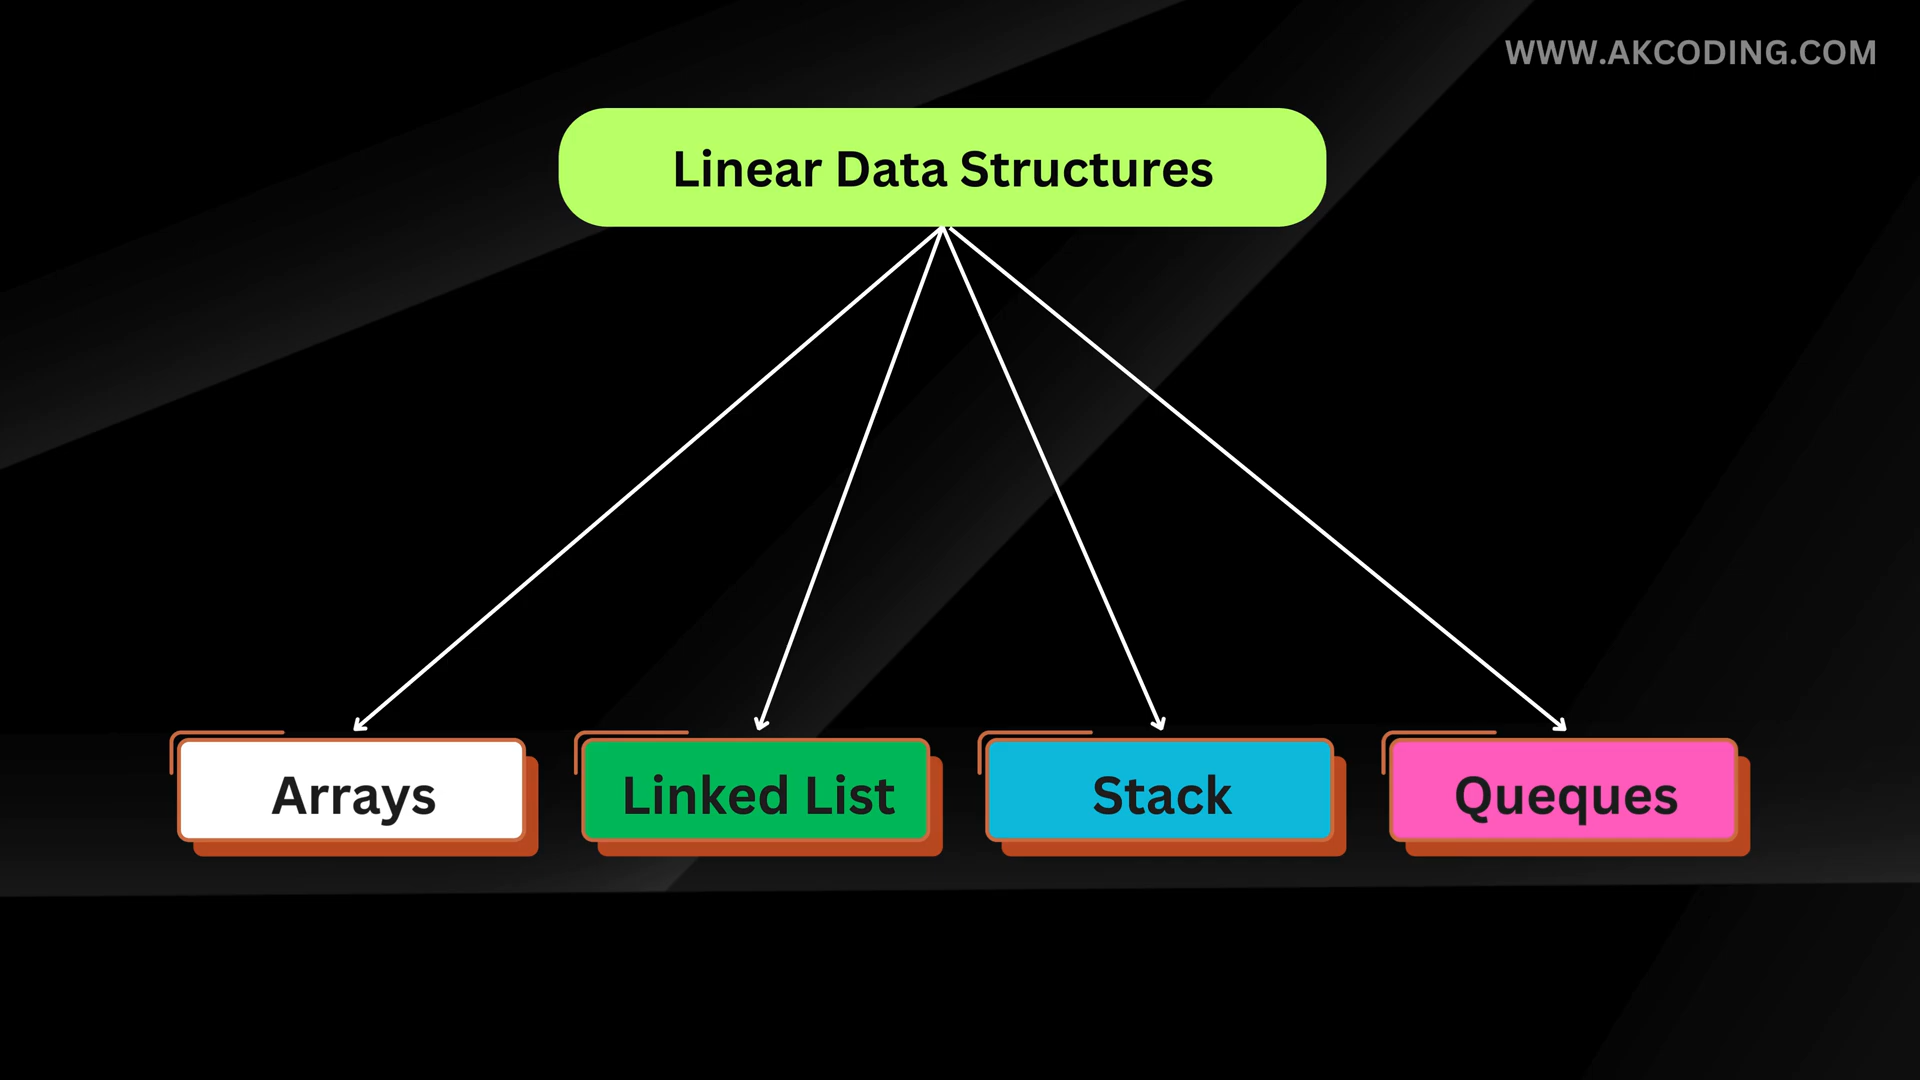 WWW.AKCODING.COM
Linear Data Structures
Arrays
Linked List
Stack
Queques